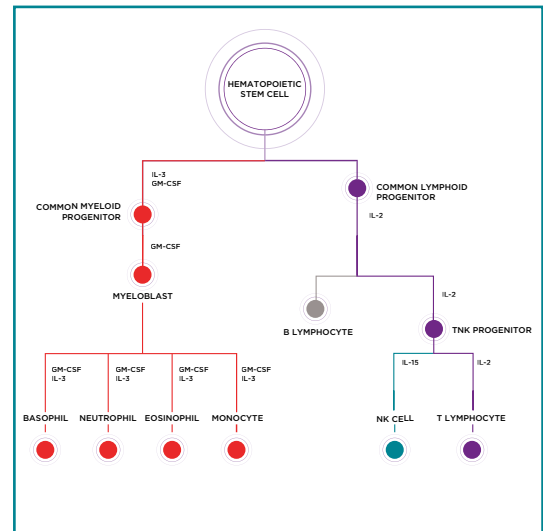 HEMATOPOIETIC
STEM CELL
IL-3
GM-CSF
COMMON MYELOID
PROGENITOR
COMMON LYMPHOID
PROGENITOR
IL-2
GM-CSF
MYELOBLAST
IL-2
B LYMPHOCYTE
TNK PROGENITOR
GM-CSF
IL-3
GM-CSF
IL-3
GM-CSF
IL-3
GM-CSF
IL-3
IL-15
IL-2
BASOPHIL
NEUTROPHIL
EOSINOPHIL
MONOCYTE
NK CELL
T LYMPHOCYTE